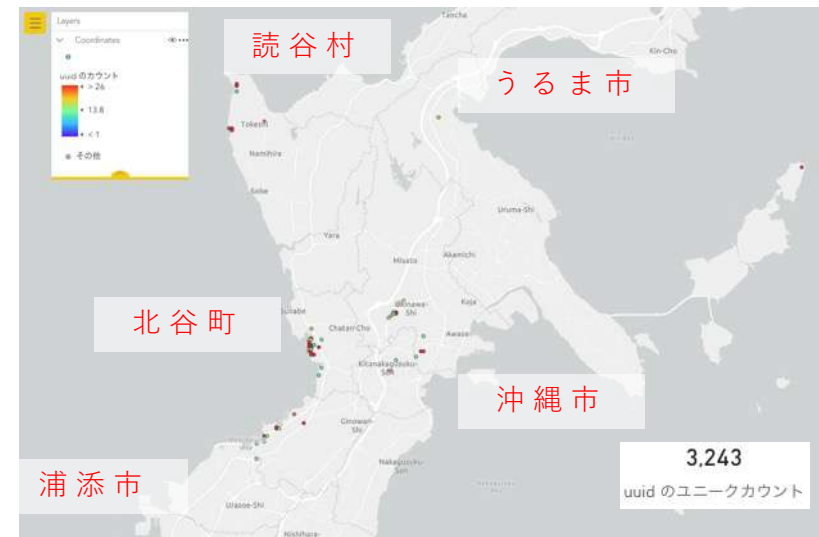 Layers
Coordinates
uuid のカウント
> 26
13.8
< 1
その他
読谷村
うるま市
北谷町
沖縄市
浦添市
Tancha
Kin-Cho
Tokeshi
Namihira
Sobe
Uruma-Shi
Yara
Misato
Akemichi
Sunabe
Okinawa-Shi
Koja
Chatan-Cho
Awase
Kitanakagusuku-Son
Ginowan-Shi
Nakagusuku-Son
Urasoe-Shi
Nishihara-
3,243
uuid のユニークカウント